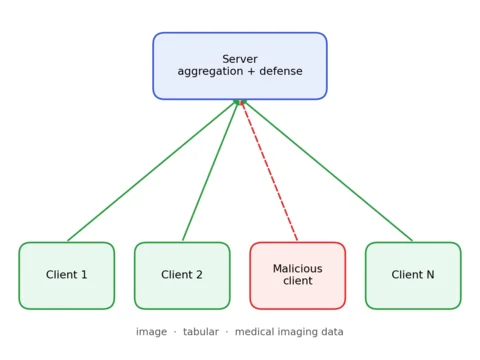 Server
aggregation + defense
Client 1
Client 2
Malicious
client
Client N
image · tabular · medical imaging data